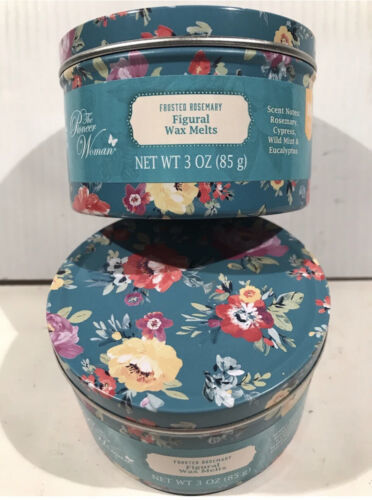 The
Pioneer
Woman
FROSTED ROSEMARY
Figural
Wax Melts
NET WT 3 OZ (85 g)
Scent Notes:
Rosemary,
Cypress,
Wild Mint &
Eucalyptus
FROSTED ROSEMARY
Figural
Wax Melts
NET WT 3 OZ (85 g)